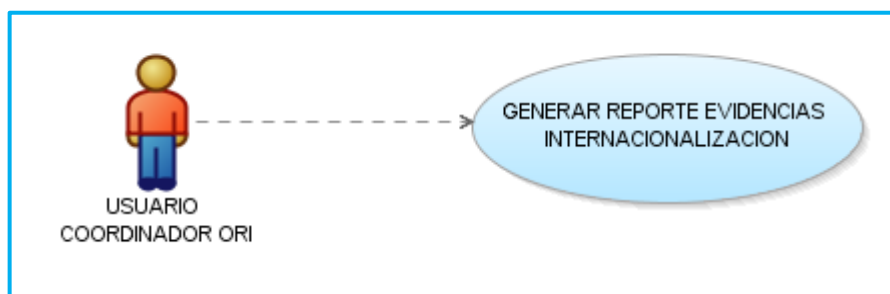 GENERAR REPORTE EVIDENCIAS
INTERNACIONALIZACION
USUARIO
COORDINADOR ORI